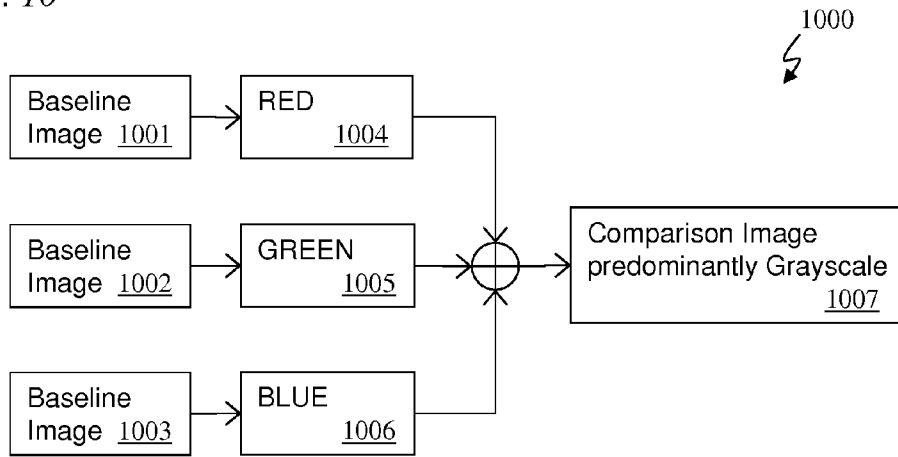 . 10
1000
Baseline
Image 1001
RED
1004
Baseline
Image 1002
GREEN
1005
Comparison Image
predominantly Grayscale
1007
Baseline
Image 1003
BLUE
1006